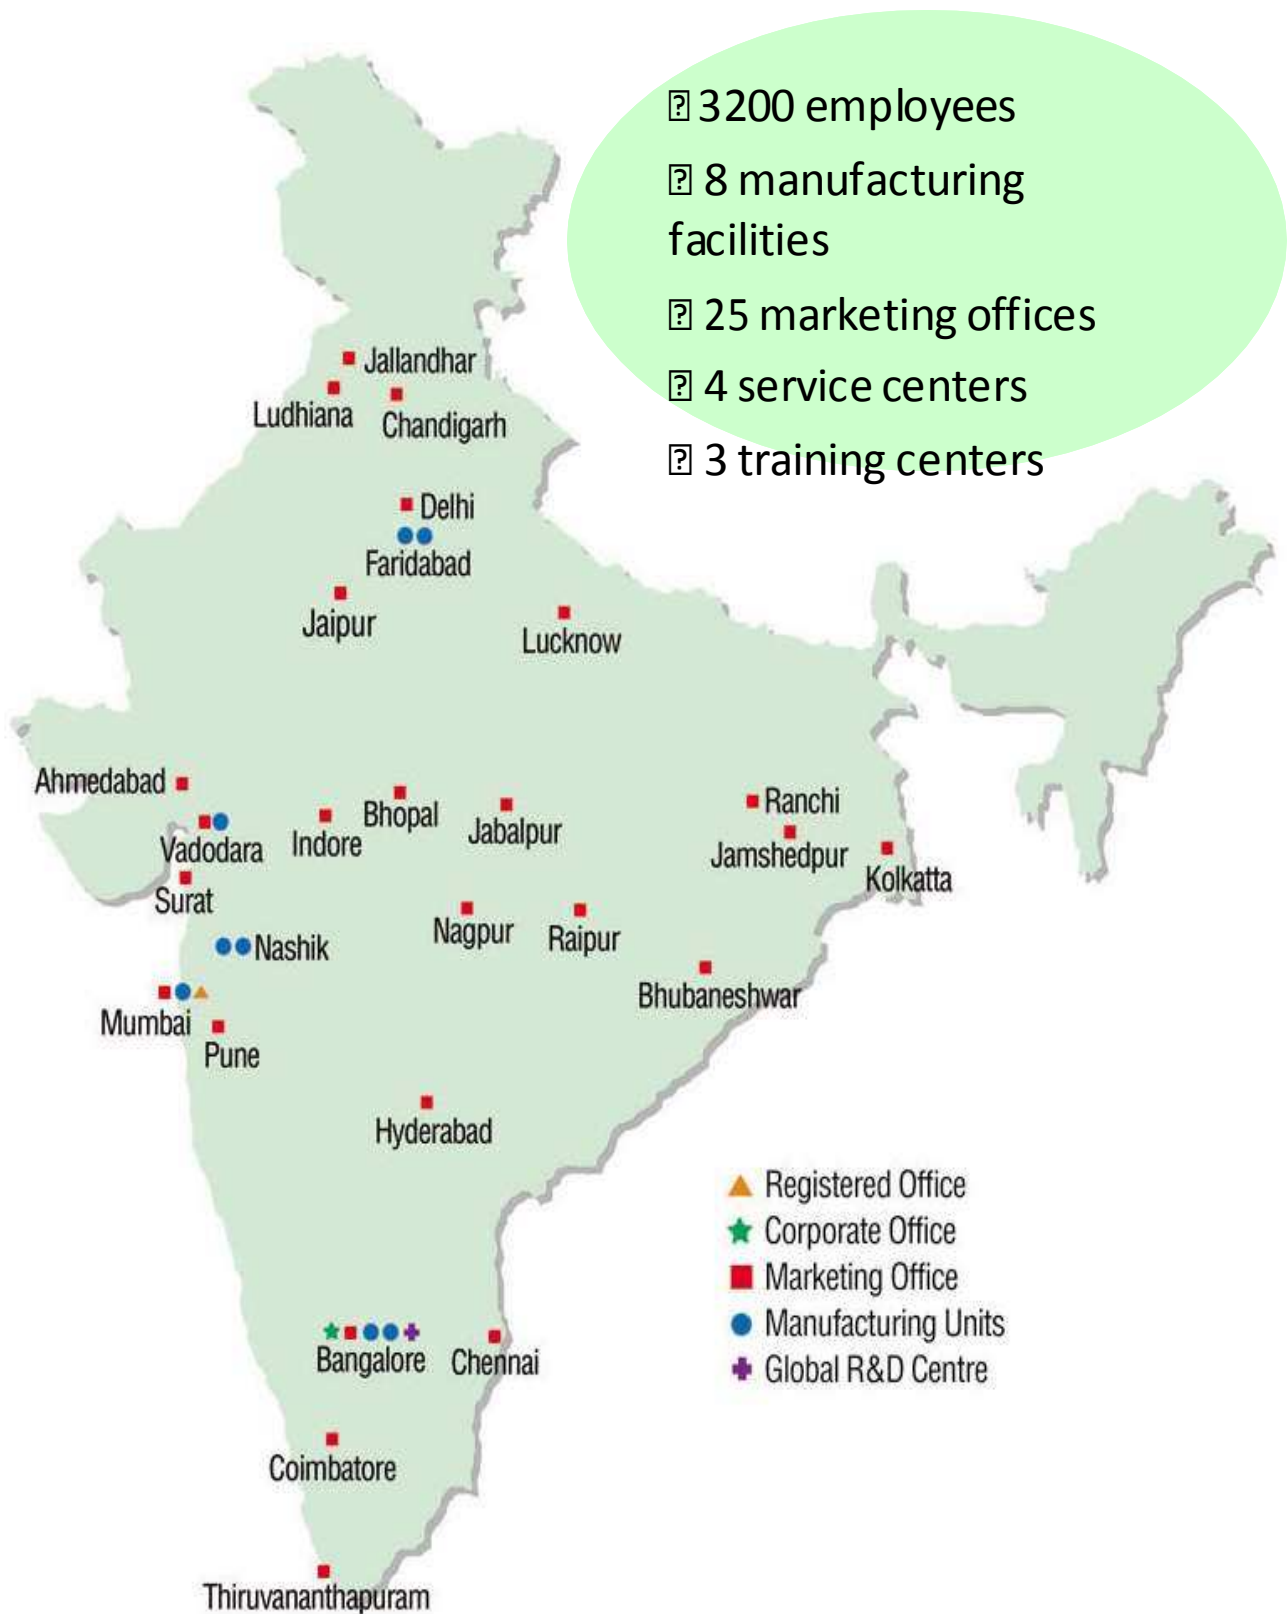 ⍰ 3200 employees
⍰ 8 manufacturing
facilities
⍰ 25 marketing offices
⍰ 4 service centers
⍰ 3 training centers
Jallandhar
Ludhiana
Chandigarh
Delhi
Faridabad
Jaipur
Lucknow
Ahmedabad
Vadodara
Indore
Bhopal
Jabalpur
Ranchi
Jamshedpur
Kolkatta
Surat
Nagpur
Raipur
Nashik
Bhubaneshwar
Mumbai
Pune
Hyderabad
Registered Office
Corporate Office
Marketing Office
Manufacturing Units
Global R&D Centre
Bangalore
Chennai
Coimbatore
Thiruvananthapuram